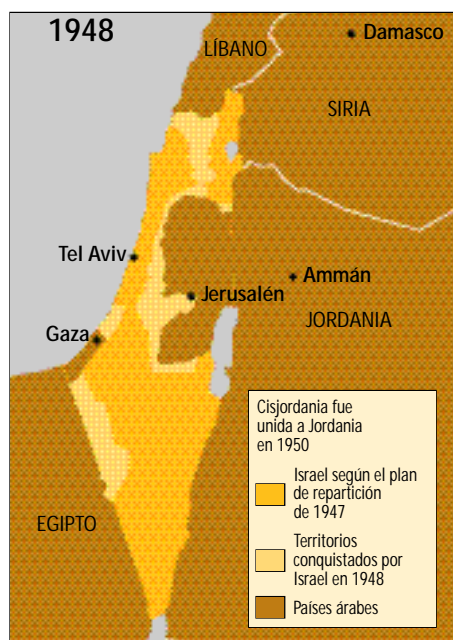 1948
Damasco
LÍBANO
SIRIA
Tel Aviv
Ammán
Jerusalén
JORDANIA
Gaza
EGIPTO
Cisjordania fue
unida a Jordania
en 1950
Israel según el plan
de repartición
de 1947
Territorios
conquistados por
Israel en 1948
Países árabes